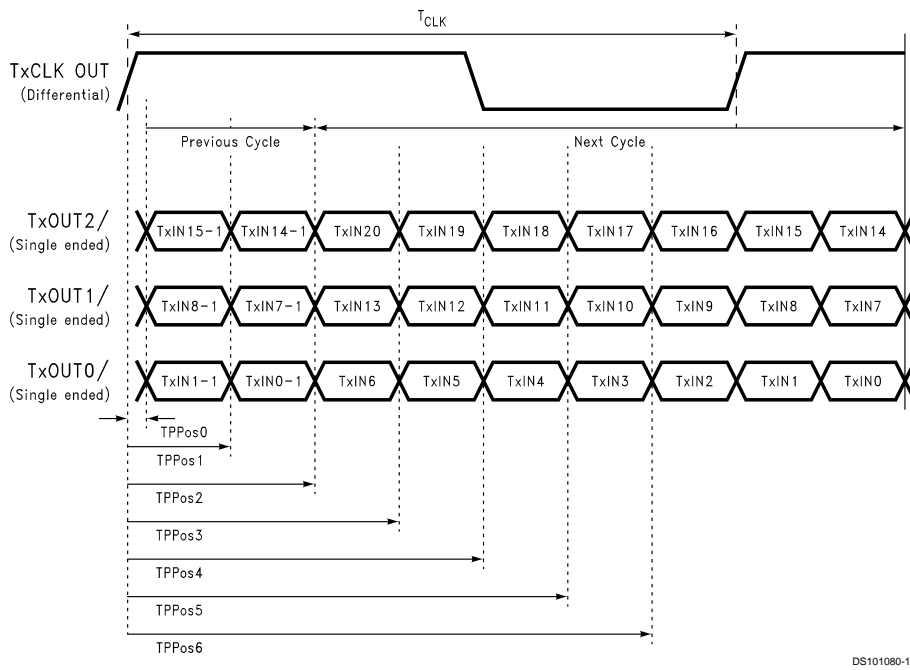 TCLK
TxCLK OUT
(Differential)
Previous Cycle Next Cycle
TxOUT2/
(Single ended)
TxIN15-1 TxIN14-1 TxIN20 TxIN19 TxIN18 TxIN17 TxIN16 TxIN15 TxIN14
TxOUT1/
(Single ended)
TxIN8-1 TxIN7-1 TxIN13 TxIN12 TxIN11 TxIN10 TxIN9 TxIN8 TxIN7
TxOUT0/
(Single ended)
TxIN1-1 TxIN0-1 TxIN6 TxIN5 TxIN4 TxIN3 TxIN2 TxIN1 TxIN0
TPPos0
TPPos1
TPPos2
TPPos3
TPPos4
TPPos5
TPPos6
DS101080-1